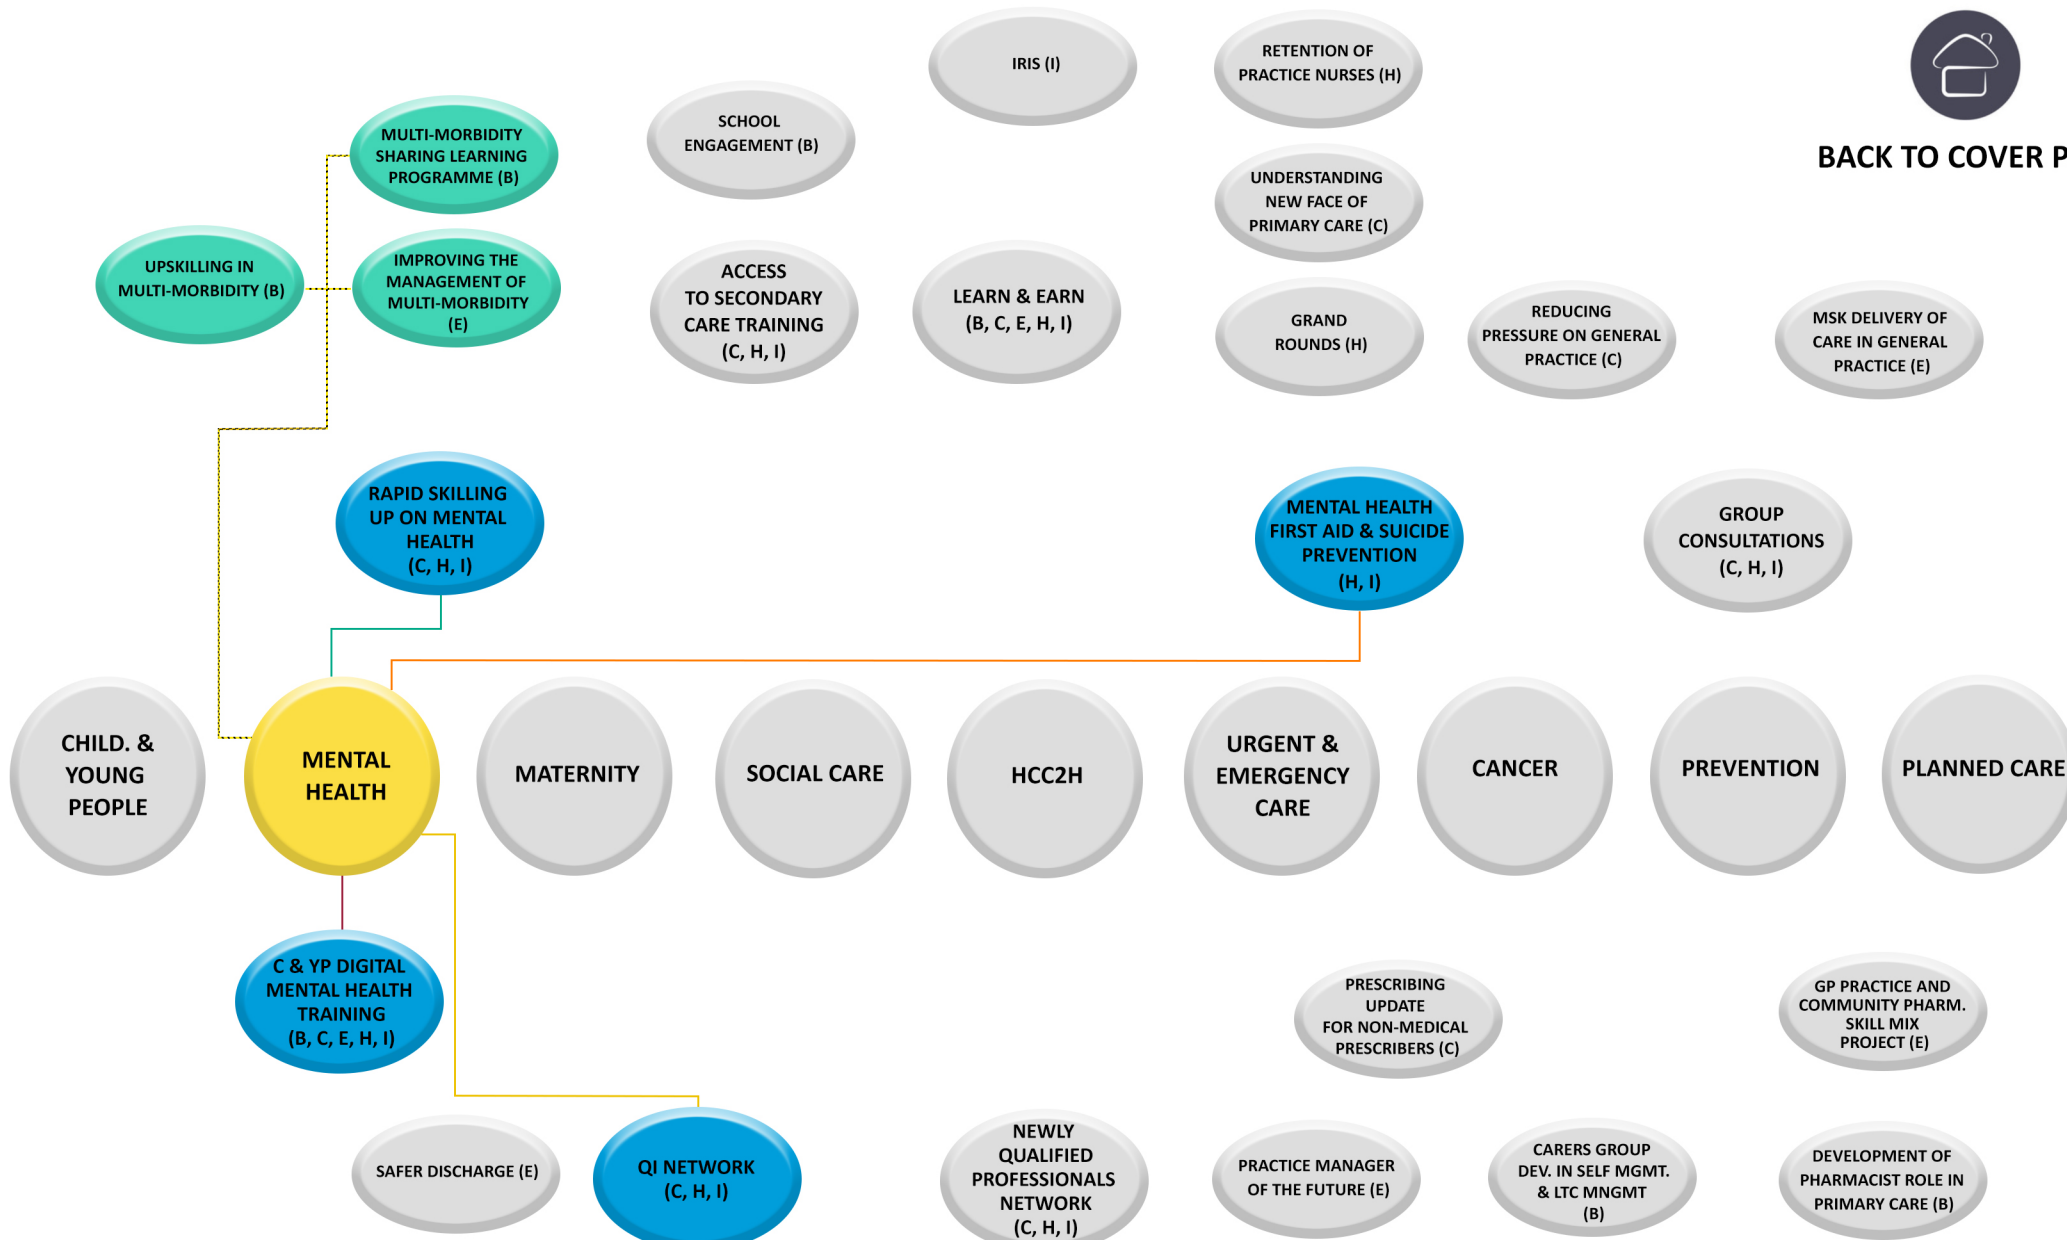 IRIS (I)
RETENTION OF
PRACTICE NURSES (H)
BACK TO COVER P
MULTI-MORBIDITY
SHARING LEARNING
PROGRAMME (B)
SCHOOL
ENGAGEMENT (B)
UNDERSTANDING
NEW FACE OF
PRIMARY CARE (C)
UPSKILLING IN
MULTI-MORBIDITY (B)
IMPROVING THE
MANAGEMENT OF
MULTI-MORBIDITY
(E)
ACCESS
TO SECONDARY
CARE TRAINING
(C, H, I)
LEARN & EARN
(B, C, E, H, I)
GRAND
ROUNDS (H)
REDUCING
PRESSURE ON GENERAL
PRACTICE (C)
MSK DELIVERY OF
CARE IN GENERAL
PRACTICE (E)
RAPID SKILLING
UP ON MENTAL
HEALTH
(C, H, I)
MENTAL HEALTH
FIRST AID & SUICIDE
PREVENTION
(H, I)
GROUP
CONSULTATIONS
(C, H, I)
CHILD. &
YOUNG
PEOPLE
MENTAL
HEALTH
MATERNITY
SOCIAL CARE
HCC2H
URGENT &
EMERGENCY
CARE
CANCER
PREVENTION
PLANNED CARE
C & YP DIGITAL
MENTAL HEALTH
TRAINING
(B, C, E, H, I)
PRESCRIBING
UPDATE
FOR NON-MEDICAL
PRESCRIBERS (C)
GP PRACTICE AND
COMMUNITY PHARM.
SKILL MIX
PROJECT (E)
SAFER DISCHARGE (E)
QI NETWORK
(C, H, I)
NEWLY
QUALIFIED
PROFESSIONALS
NETWORK
(C, H, I)
PRACTICE MANAGER
OF THE FUTURE (E)
CARERS GROUP
DEV. IN SELF MGMT.
& LTC MNGMT
(B)
DEVELOPMENT OF
PHARMACIST ROLE IN
PRIMARY CARE (B)